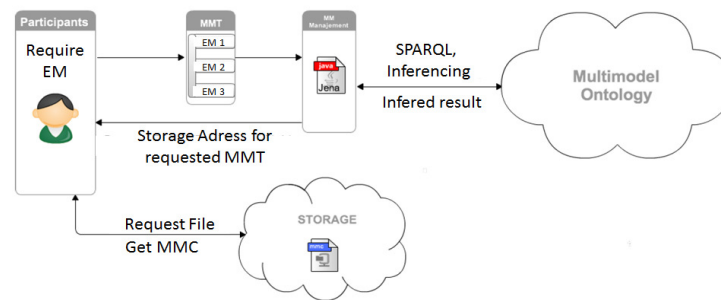 Participants
Require
EM
MMT
EM 1
EM 2
EM 3
MM
Manajement
java
Jena
SPARQL,
Inferencing
Infered result
Multimodel
Ontology
Storage Adress for
requested MMT
Request File
Get MMC
STORAGE